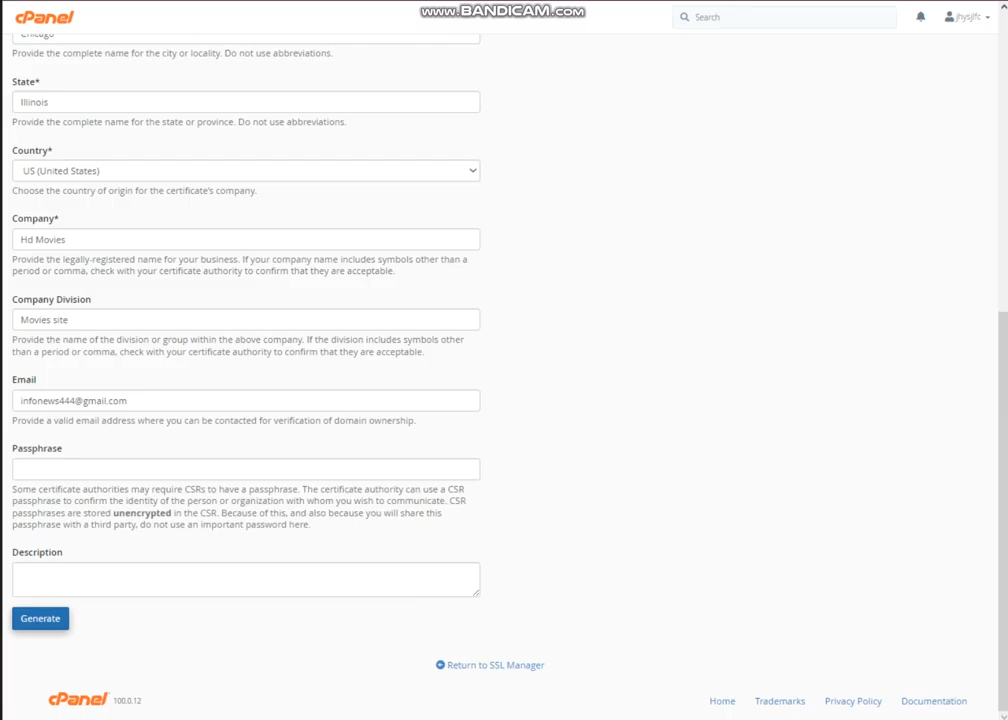 cPanel
www.BANDICAM.com
Search
jhysjlfc
Chicago
Provide the complete name for the city or locality. Do not use abbreviations.
State*
Illinois
Provide the complete name for the state or province. Do not use abbreviations.
Country*
US (United States)
Choose the country of origin for the certificate's company.
Company*
Hd Movies
Provide the legally-registered name for your business. If your company name includes symbols other than a
period or comma, check with your certificate authority to confirm that they are acceptable.
Company Division
Movies site
Provide the name of the division or group within the above company. If the division includes symbols other
than a period or comma, check with your certificate authority to confirm that they are acceptable.
Email
infonews444@gmail.com
Provide a valid email address where you can be contacted for verification of domain ownership.
Passphrase
Some certificate authorities may require CSRs to have a passphrase. The certificate authority can use a CSR
passphrase to confirm the identity of the person or organization with whom you wish to communicate. CSR
passphrases are stored unencrypted in the CSR. Because of this, and also because you will share this
passphrase with a third party, do not use an important password here.
Description
Generate
Return to SSL Manager
cPanel 100.0.12
Home Trademarks Privacy Policy Documentation